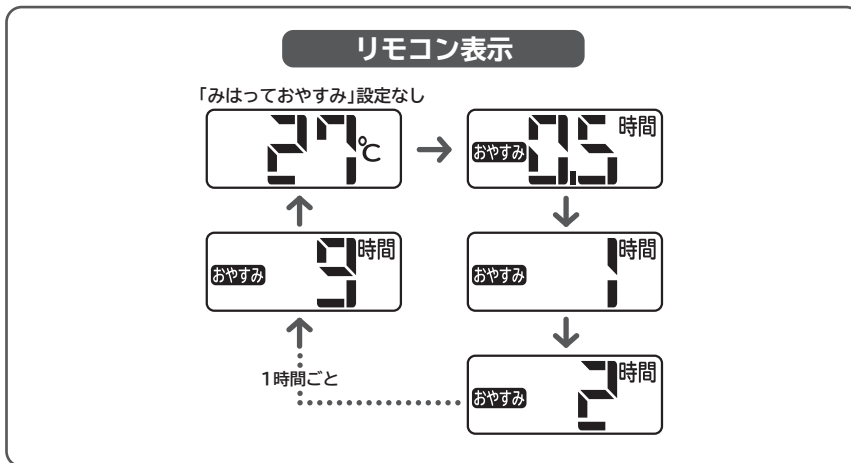 リモコン表示
「みはっておやすみ」設定なし
27℃
おやすみ 0.5 時間
おやすみ 1 時間
おやすみ 2 時間
1時間ごと
おやすみ 9 時間